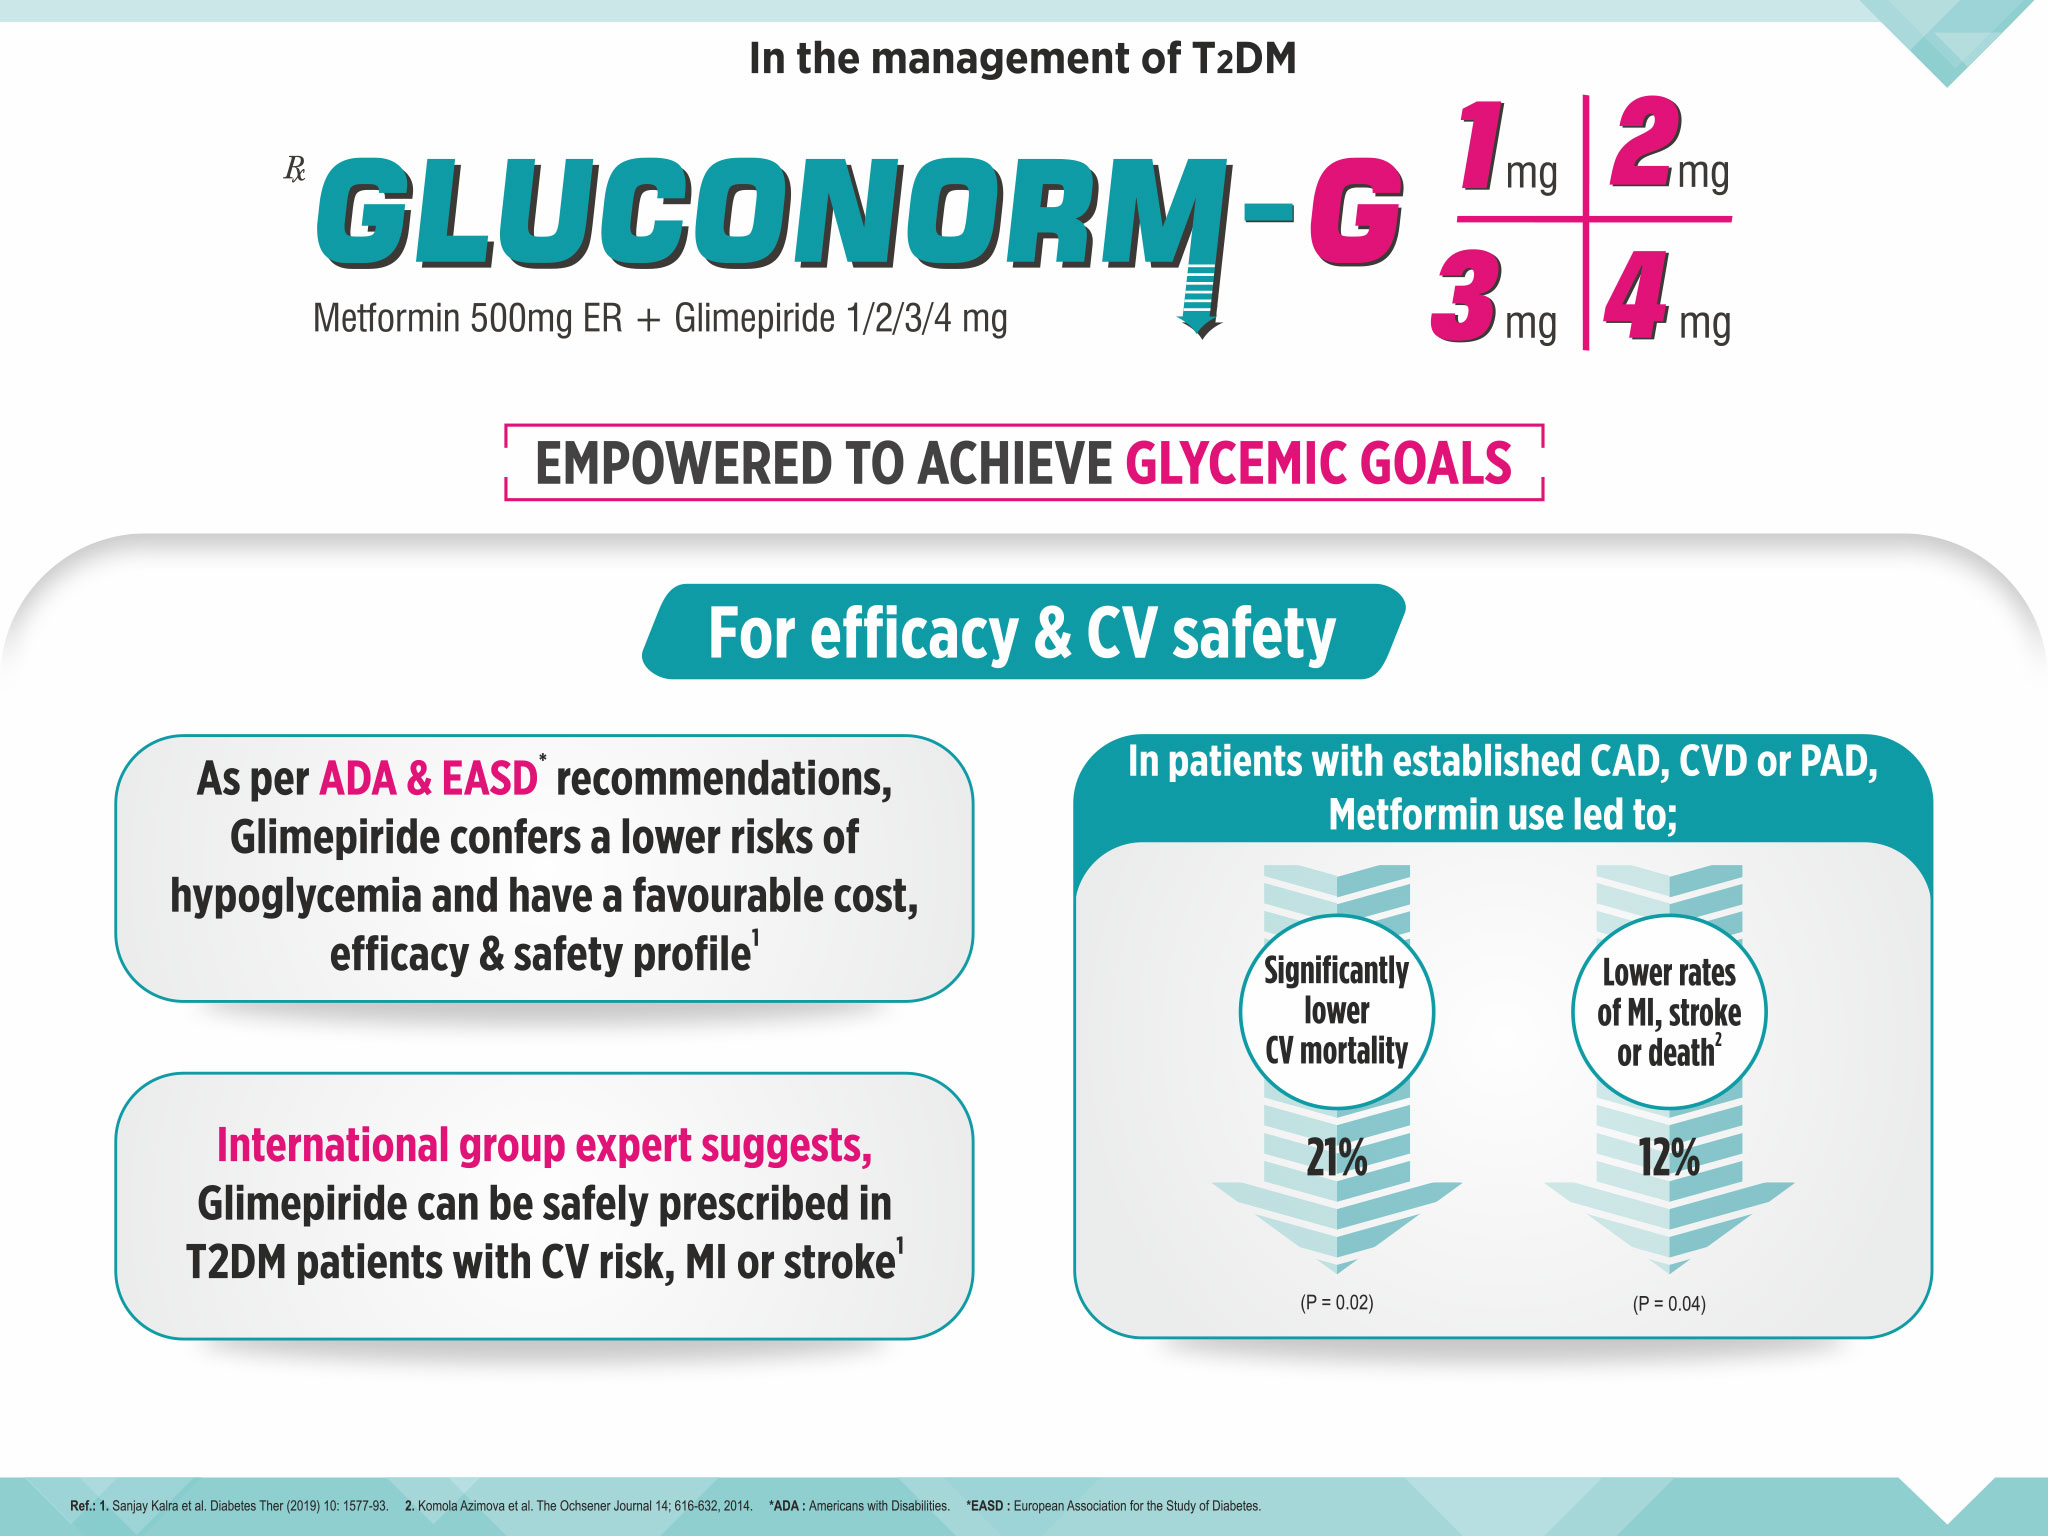 In the management of T2DM
Rx GLUCONORM-G
1 mg 2 mg
3 mg 4 mg
Metformin 500mg ER + Glimepiride 1/2/3/4 mg
EMPOWERED TO ACHIEVE GLYCEMIC GOALS
For efficacy & CV safety
As per ADA & EASD* recommendations,
Glimepiride confers a lower risks of
hypoglycemia and have a favourable cost,
efficacy & safety profile1
International group expert suggests,
Glimepiride can be safely prescribed in
T2DM patients with CV risk, MI or stroke1
In patients with established CAD, CVD or PAD,
Metformin use led to;
Significantly
lower
CV mortality
21%
(P = 0.02)
Lower rates
of MI, stroke
or death2
12%
(P = 0.04)
Ref.: 1. Sanjay Kalra et al. Diabetes Ther (2019) 10: 1577-93. 2. Komola Azimova et al. The Ochsener Journal 14; 616-632, 2014. *ADA : Americans with Disabilities. *EASD : European Association for the Study of Diabetes.